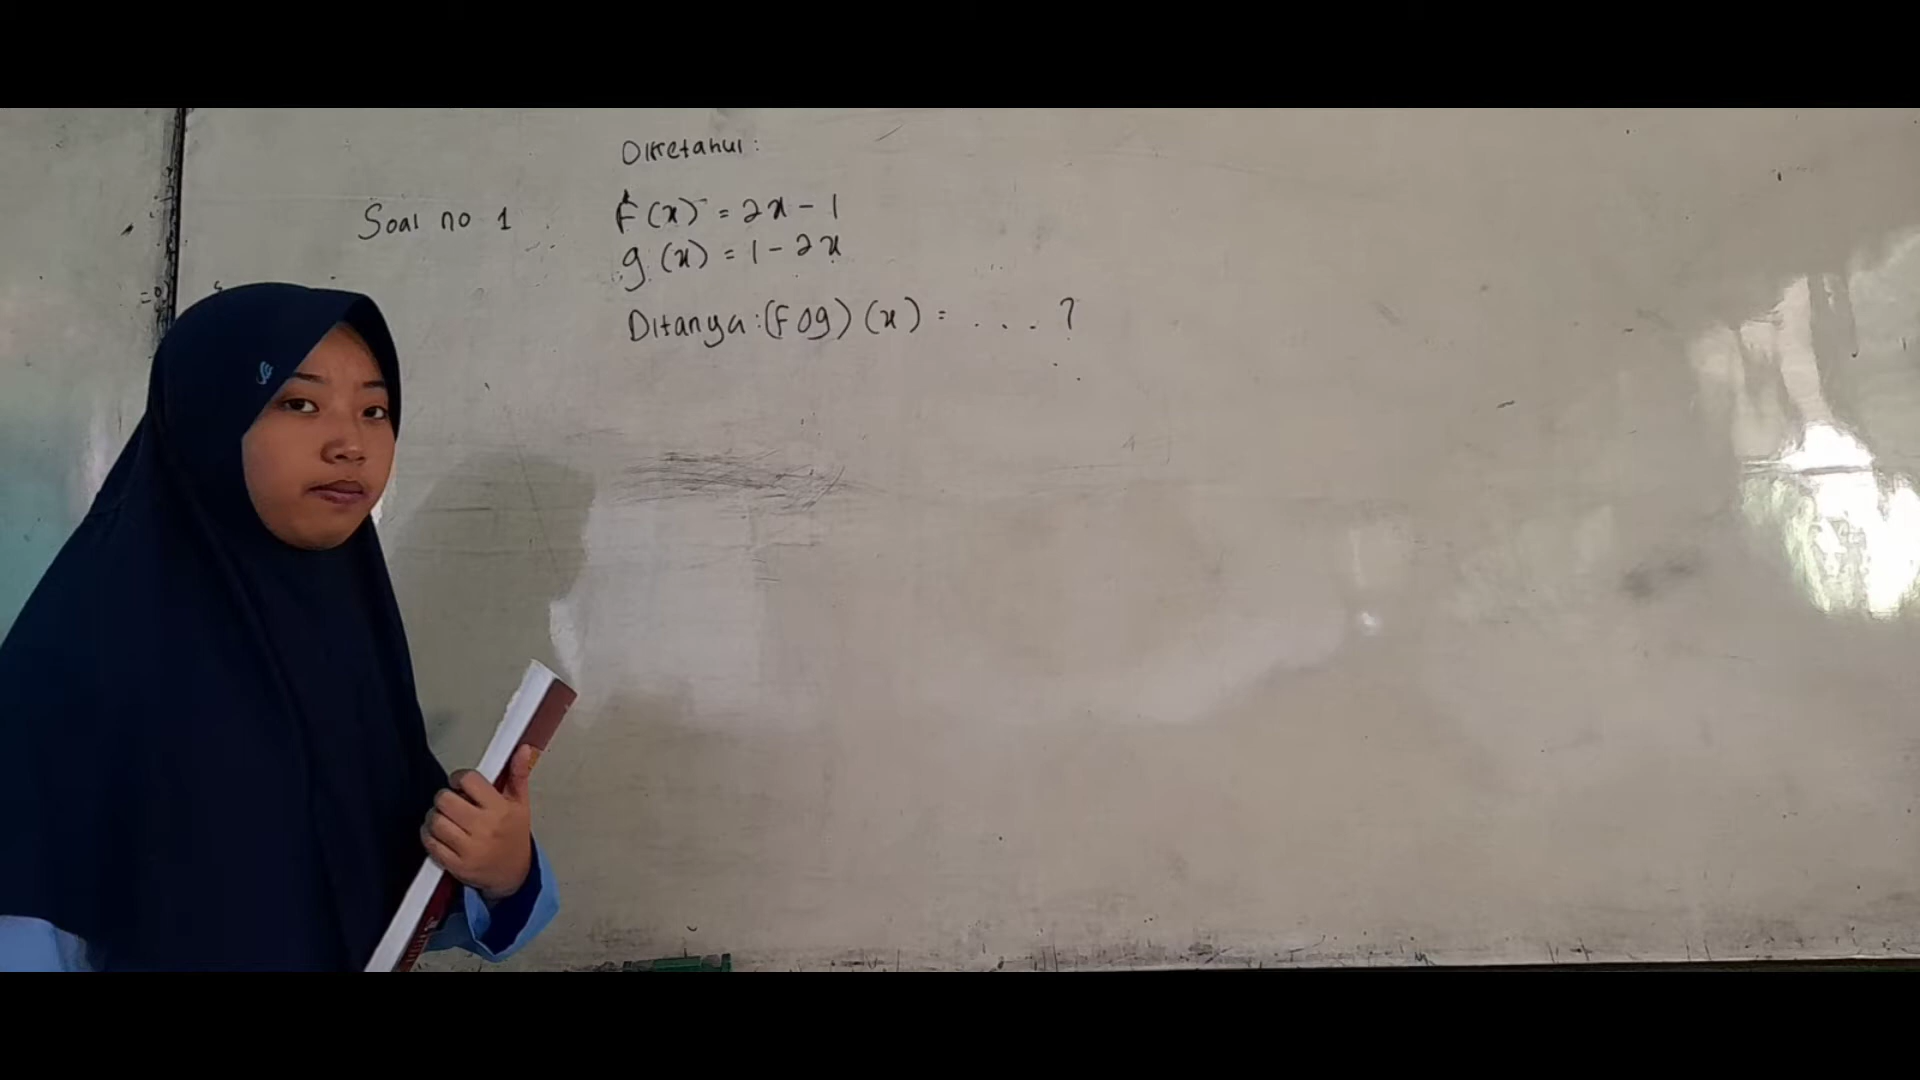 Diketahui:
Soal no 1
F(x) = 2x - 1
g(x) = 1 - 2x
Ditanya: (Fog) (x) = .... ?